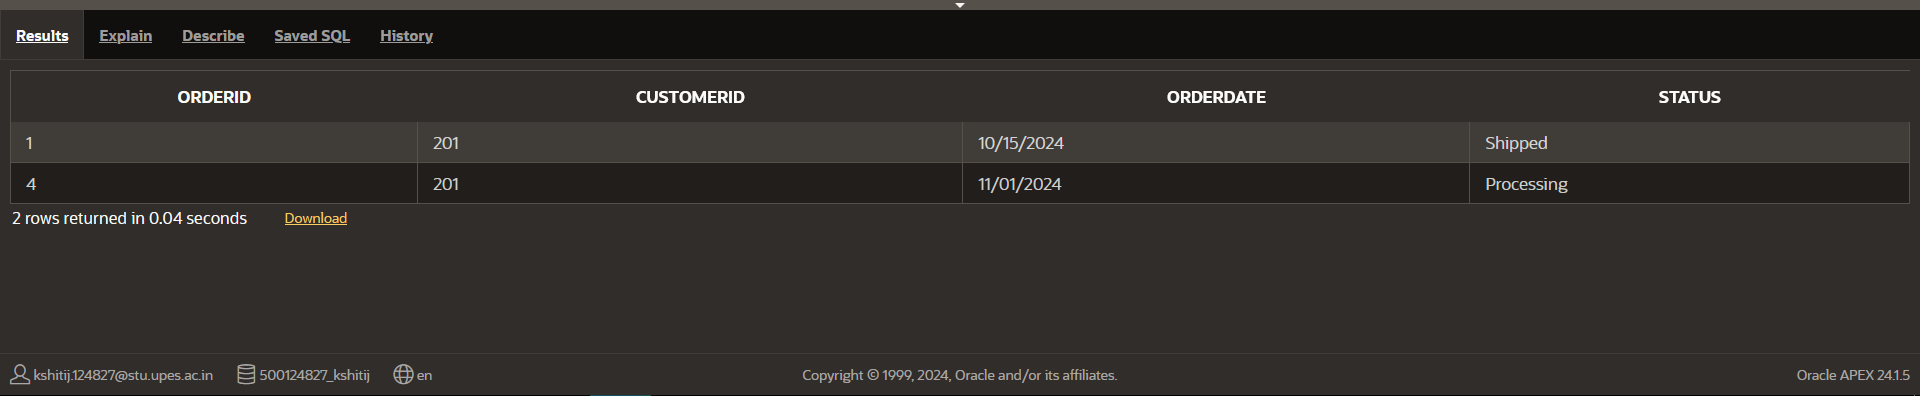 Results Explain Describe Saved SQL History
ORDERID CUSTOMERID ORDERDATE STATUS
1 201 10/15/2024 Shipped
4 201 11/01/2024 Processing
2 rows returned in 0.04 seconds Download
kshitij.124827@stu.upes.ac.in 500124827_kshitij en Copyright © 1999, 2024, Oracle and/or its affiliates. Oracle APEX 24.1.5